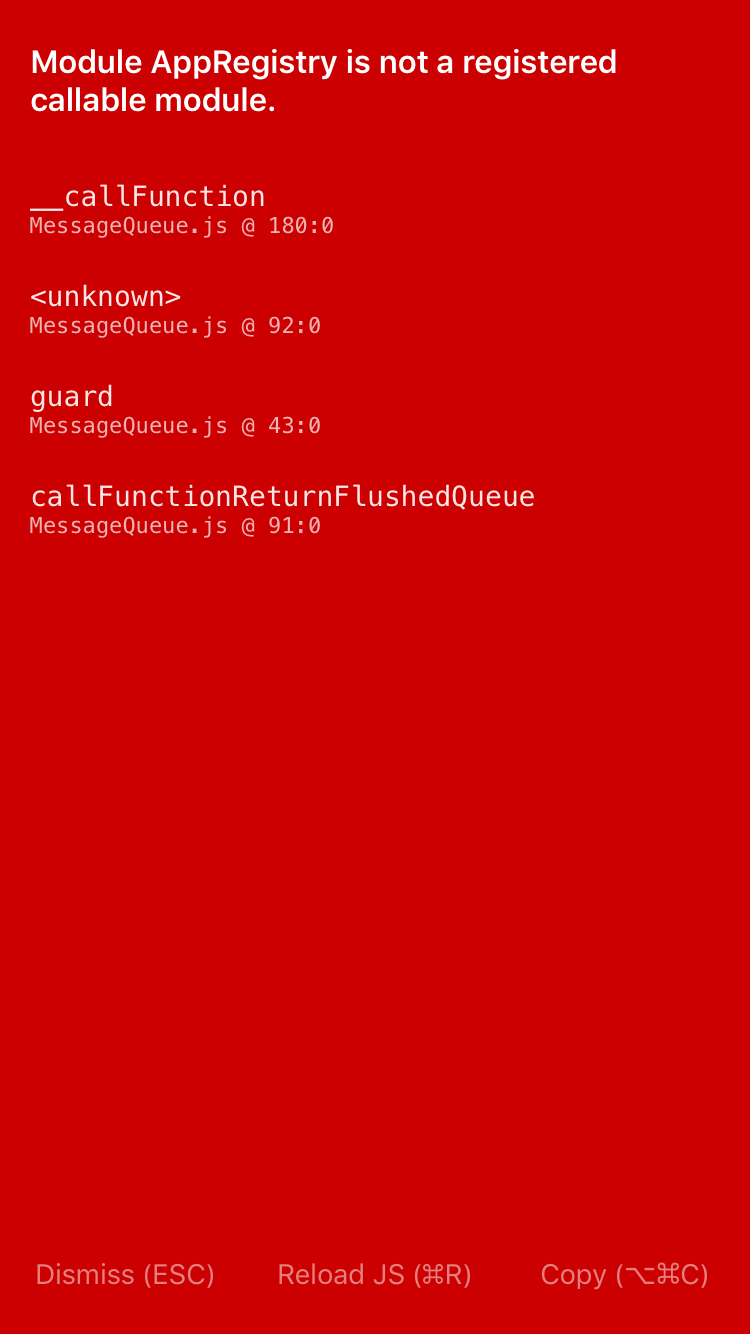 Module AppRegistry is not a registered
callable module.
__callFunction
MessageQueue.js @ 180:0
<unknown>
MessageQueue.js @ 92:0
guard
MessageQueue.js @ 43:0
callFunctionReturnFlushedQueue
MessageQueue.js @ 91:0
Dismiss (ESC) Reload JS (⌘R) Copy (⌥⌘C)